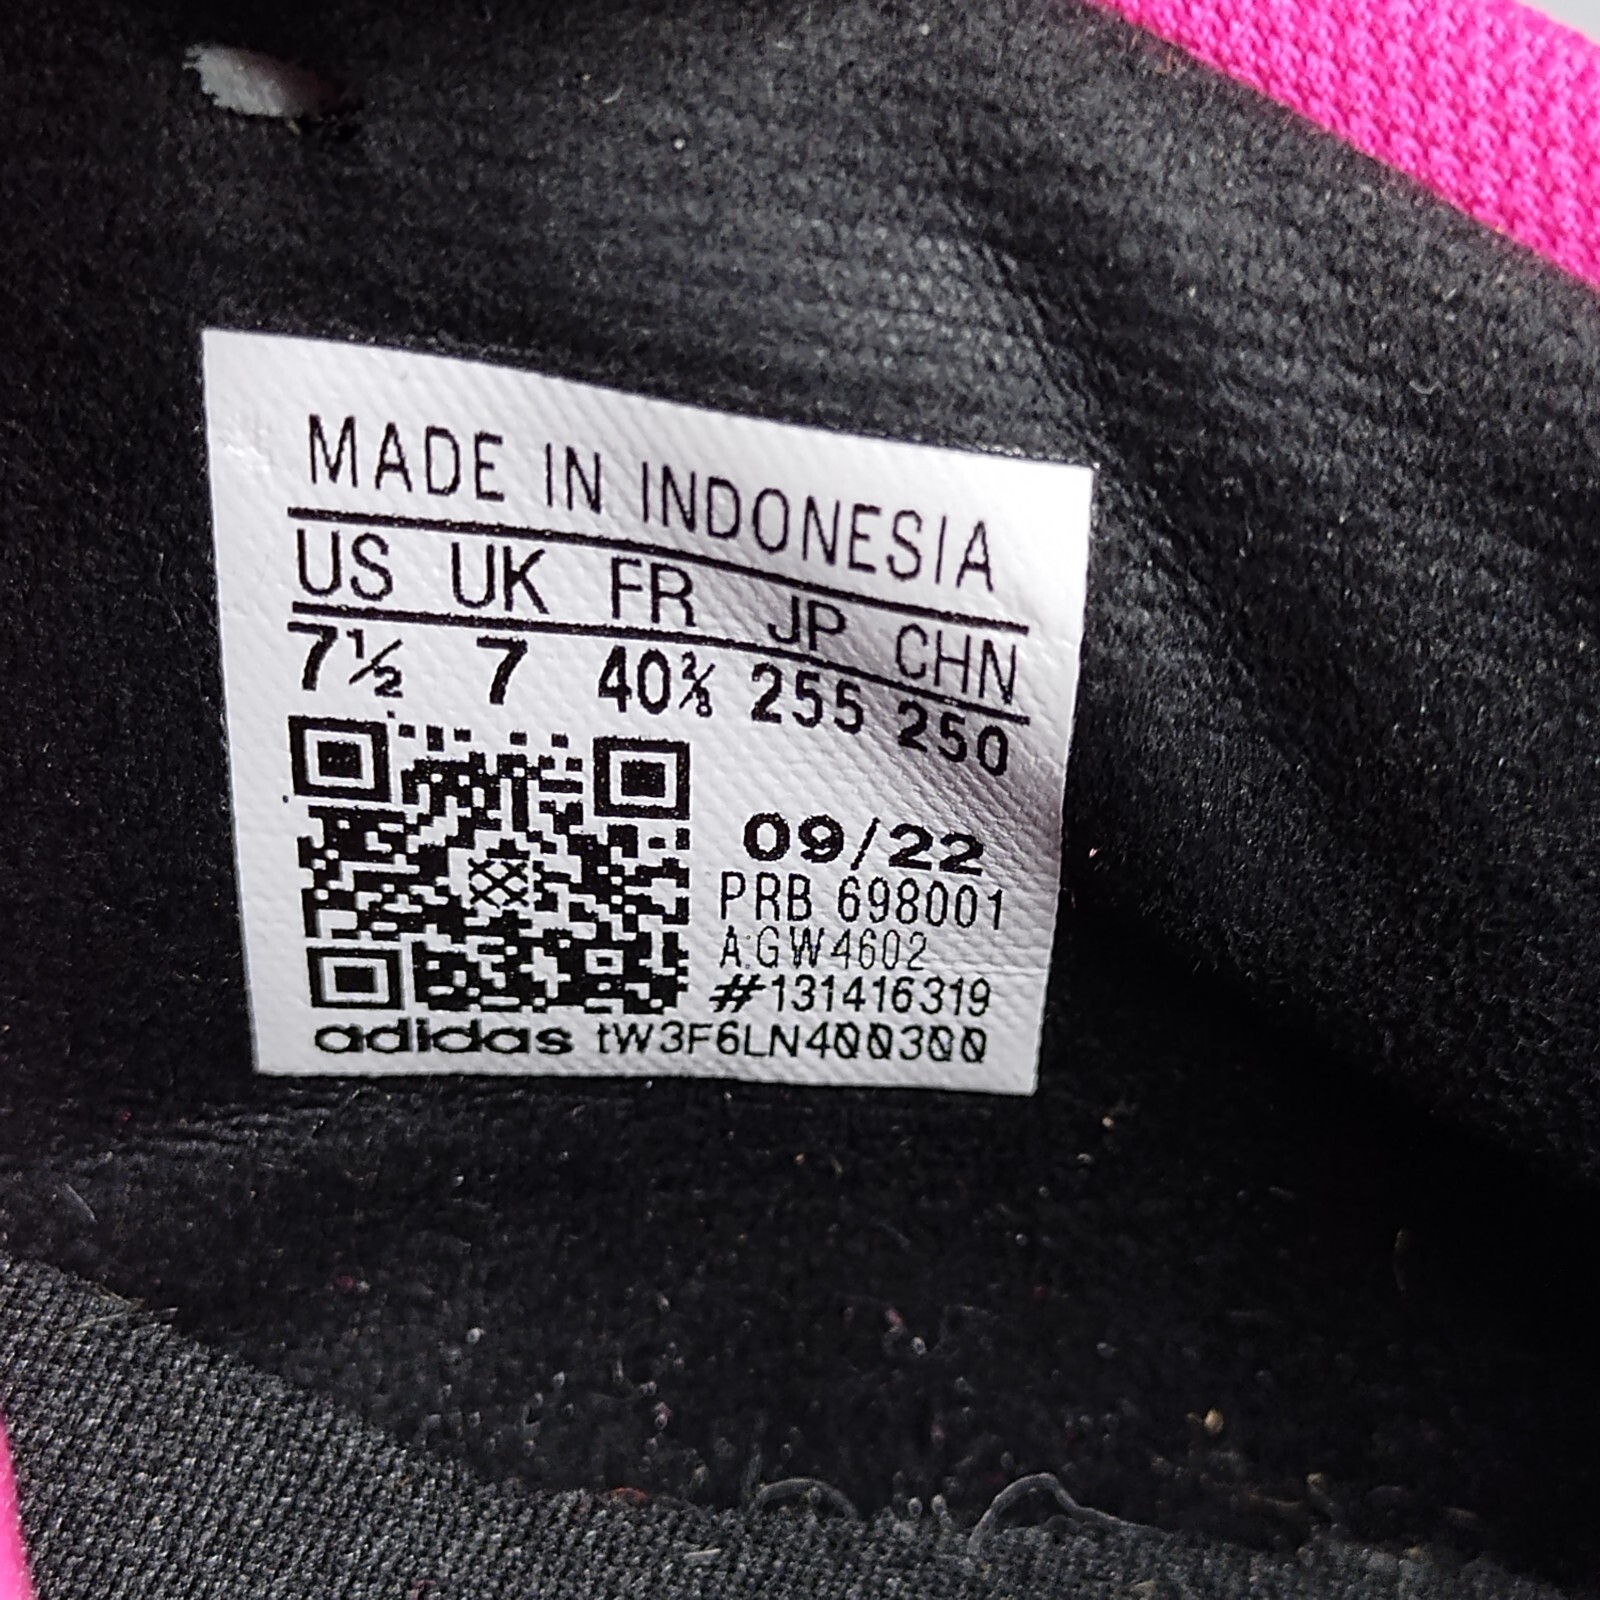 MADE IN INDONESIA
US UK FR JP CHN
7½ 7 40⅔ 255 250
09/22
PRB 698001
A:GW4602
#131416319
adidas tW3F6LN400300